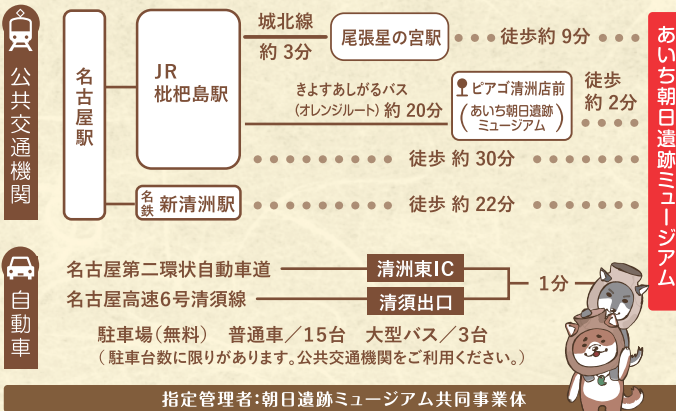 公共交通機関
名古屋駅
JR
枇杷島駅
城北線
約3分
尾張星の宮駅
徒歩約9分
きよすあしがるバス
(オレンジルート)約20分
ピアゴ清洲店前
(あいち朝日遺跡
ミュージアム)
徒歩
約2分
徒歩 約30分
名鉄 新清洲駅
徒歩 約22分
あいち朝日遺跡ミュージアム
自動車
名古屋第二環状自動車道
清洲東IC
名古屋高速6号清須線
清須出口
1分
駐車場(無料) 普通車/15台 大型バス/3台
(駐車台数に限りがあります。公共交通機関をご利用ください。)
指定管理者:朝日遺跡ミュージアム共同事業体